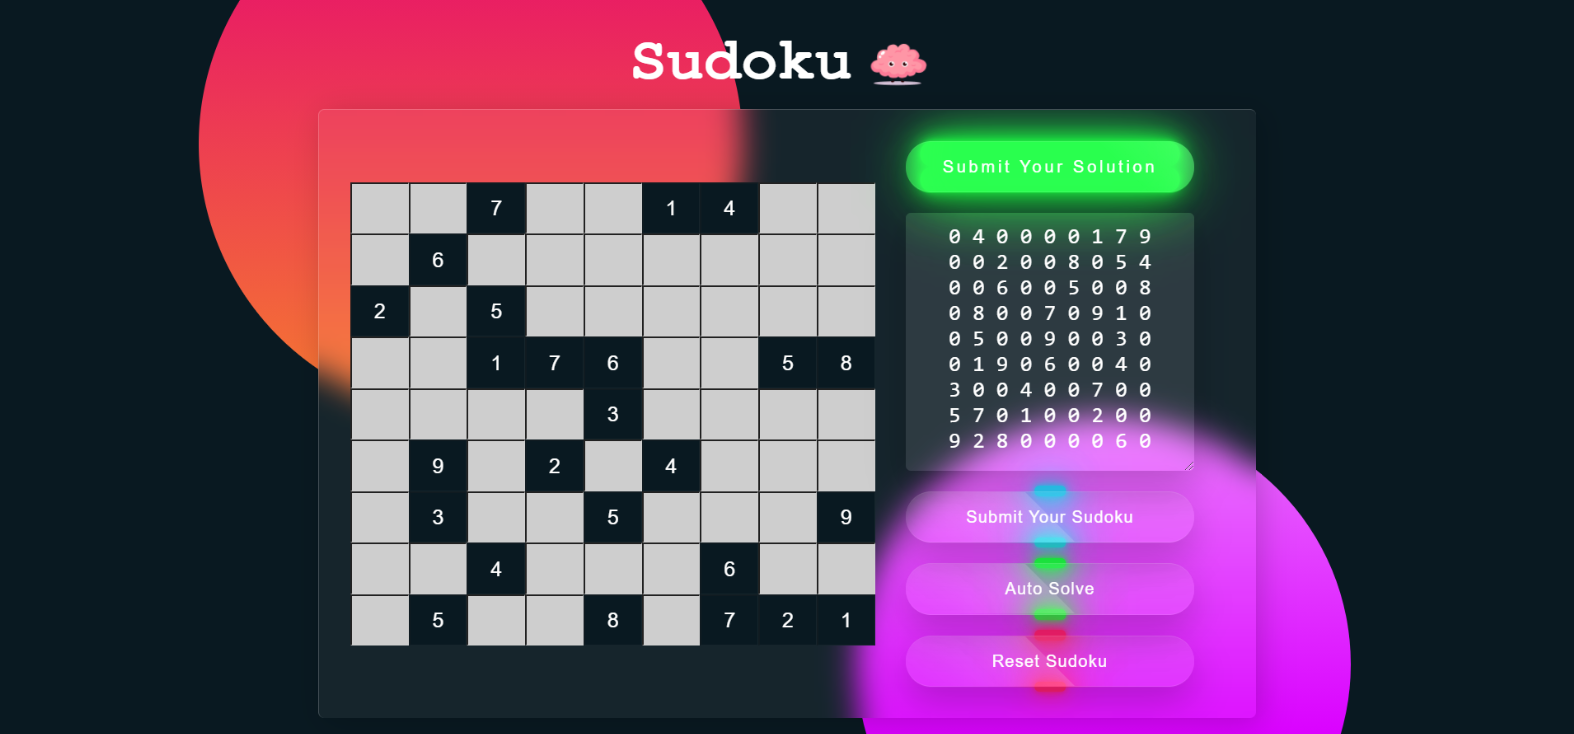 Sudoku
Submit Your Solution
7 1 4
6
2 5
1 7 6 5 8
3
9 2 4
3 5 9
4 6
5 8 7 2 1
0 4 0 0 0 0 1 7 9
0 0 2 0 0 8 0 5 4
0 0 6 0 0 5 0 0 8
0 8 0 0 7 0 9 1 0
0 5 0 0 9 0 0 3 0
0 1 9 0 6 0 0 4 0
3 0 0 4 0 0 7 0 0
5 7 0 1 0 0 2 0 0
9 2 8 0 0 0 0 6 0
Submit Your Sudoku
Auto Solve
Reset Sudoku